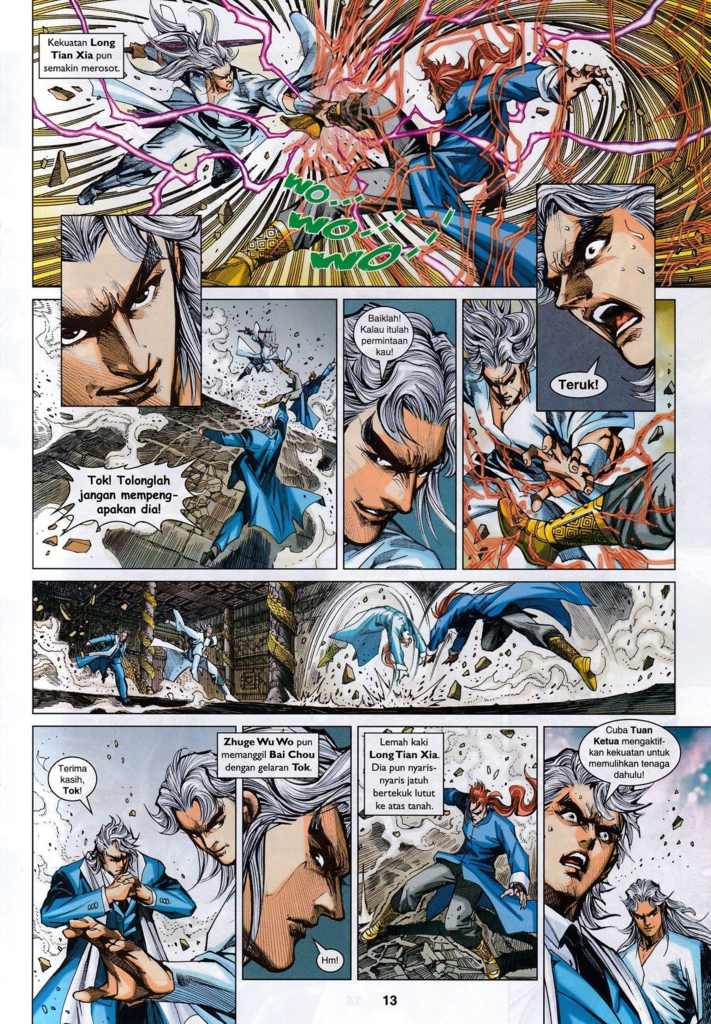 Kekuatan Long
Tian Xia pun
semakin merosot.
WO...
WO...
WO...
Teruk!
Tok! Tolonglah
jangan mempeng-
apakan dia!
Baiklah!
Kalau itulah
permintaan
kau!
Terima
kasih,
Tok!
Zhuge Wu Wo pun
memanggil Bai Chou
dengan gelaran Tok.
Hm!
Lemah kaki
Long Tian Xia.
Dia pun nyaris-
nyaris jatuh
bertekuk lutut
ke atas tanah.
Cuba Tuan
Ketua mengaktif-
kan kekuatan untuk
memulihkan tenaga
dahulu!
13